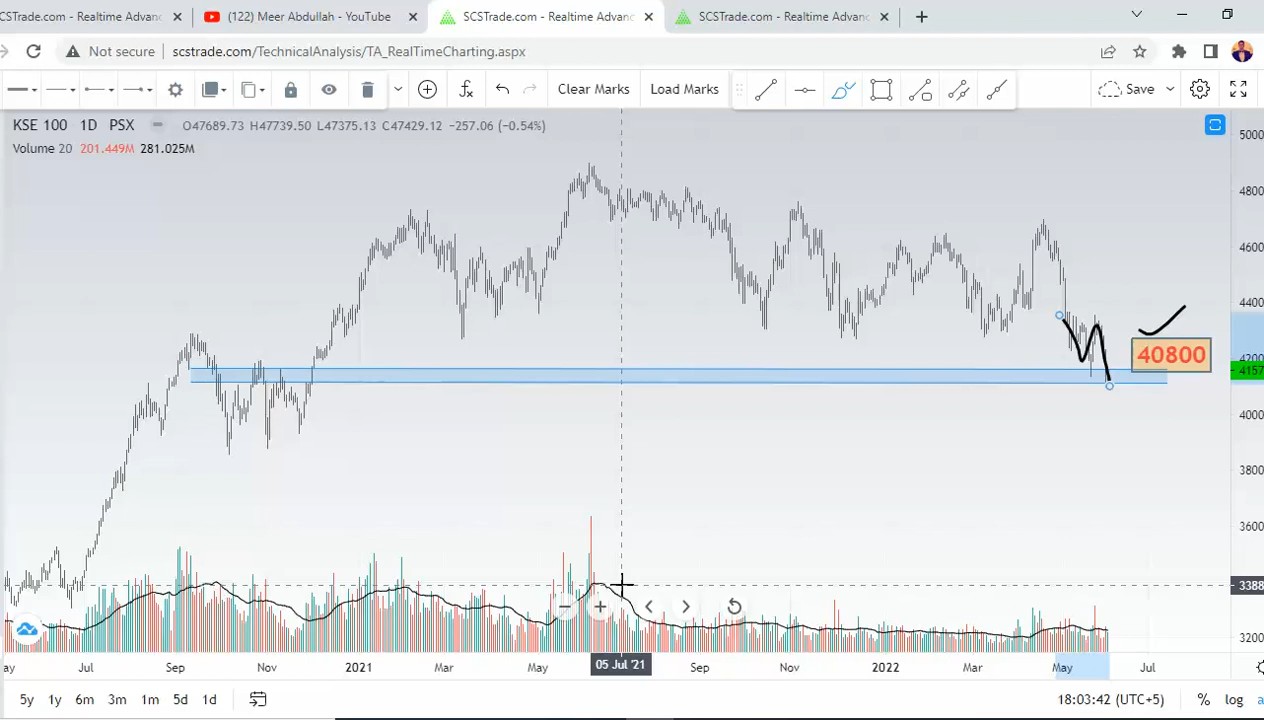 SCSTrade.com - Realtime Advanc
(122) Meer Abdullah - YouTube
SCSTrade.com - Realtime Advanc
SCSTrade.com - Realtime Advanc
Not secure
scstrade.com/TechnicalAnalysis/TA_RealTimeCharting.aspx
Clear Marks
Load Marks
Save
KSE 100 1D PSX
O47689.73 H47739.50 L47375.13 C47429.12 −257.06 (−0.54%)
Volume 20 201.449M 281.025M
5000
4800
4600
4400
4200
40800
4157
4000
3800
3600
3388
3200
ay
Jul
Sep
Nov
2021
Mar
May
05 Jul '21
Sep
Nov
2022
Mar
May
Jul
5y
1y
6m
3m
1m
5d
1d
18:03:42 (UTC+5)
%
log
a